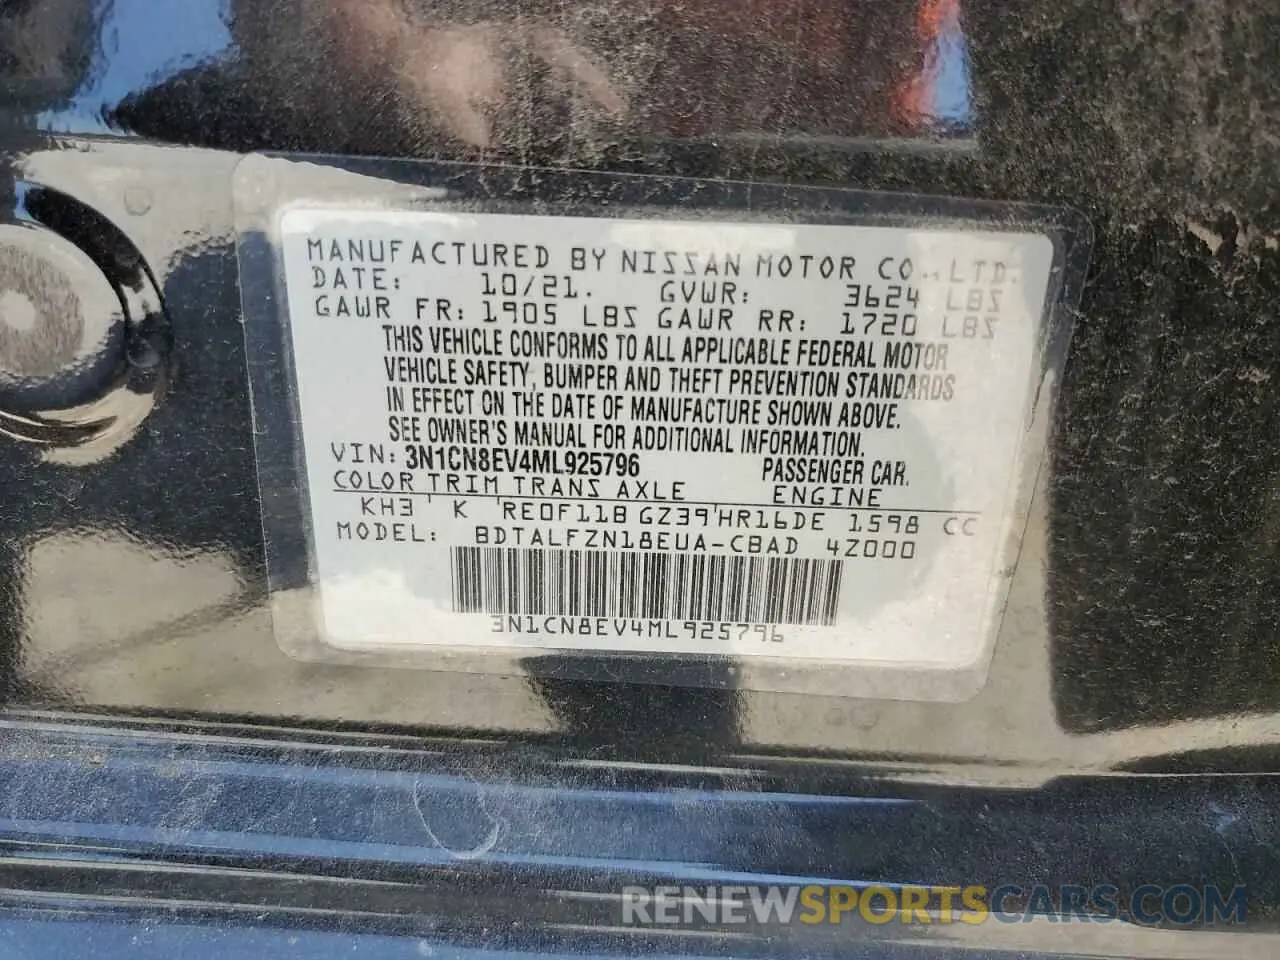 MANUFACTURED BY NISSAN MOTOR CO., LTD.
DATE: 10/21. GVWR: 3624 LBS
GAWR FR: 1905 LBS GAWR RR: 1720 LBS
THIS VEHICLE CONFORMS TO ALL APPLICABLE FEDERAL MOTOR
VEHICLE SAFETY, BUMPER AND THEFT PREVENTION STANDARDS
IN EFFECT ON THE DATE OF MANUFACTURE SHOWN ABOVE.
SEE OWNER'S MANUAL FOR ADDITIONAL INFORMATION.
VIN: 3N1CN8EV4ML925796 PASSENGER CAR.
COLOR TRIM TRANS AXLE ENGINE
KH3 ' K 'RE0F11B GZ39'HR16DE 1598 CC
MODEL: BDTALFZN18EUA-CBAD 4Z000
3N1CN8EV4ML925796
RENEWSPORTSCARS.COM